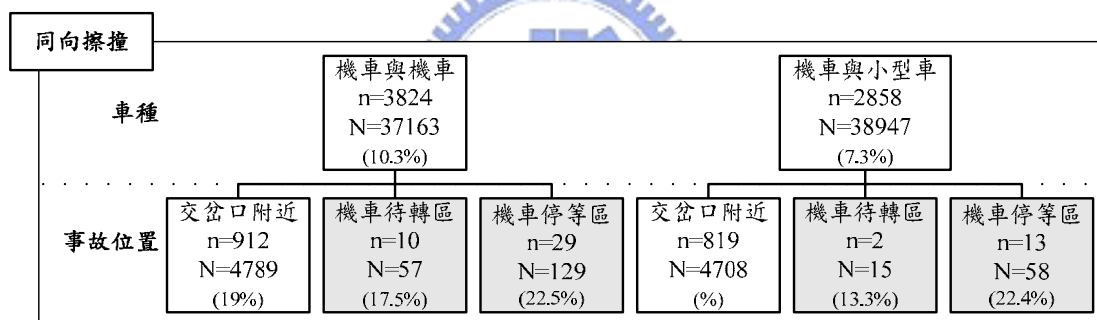 同向擦撞
車種
機車與機車
n=3824
N=37163
(10.3%)
機車與小型車
n=2858
N=38947
(7.3%)
事故位置
交岔口附近
n=912
N=4789
(19%)
機車待轉區
n=10
N=57
(17.5%)
機車停等區
n=29
N=129
(22.5%)
交岔口附近
n=819
N=4708
(%)
機車待轉區
n=2
N=15
(13.3%)
機車停等區
n=13
N=58
(22.4%)